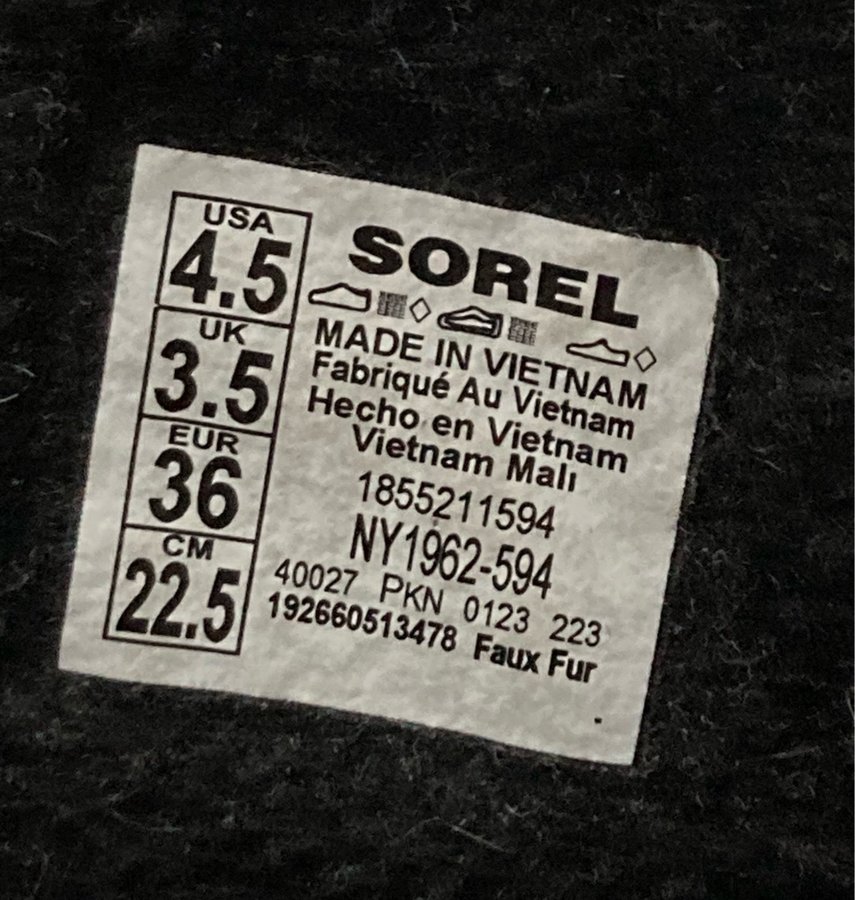 USA
4.5
UK
3.5
EUR
36
CM
22.5
SOREL
MADE IN VIETNAM
Fabriqué Au Vietnam
Hecho en Vietnam
Vietnam Malı
1855211594
NY1962-594
40027 PKN 0123 223
192660513478 Faux Fur